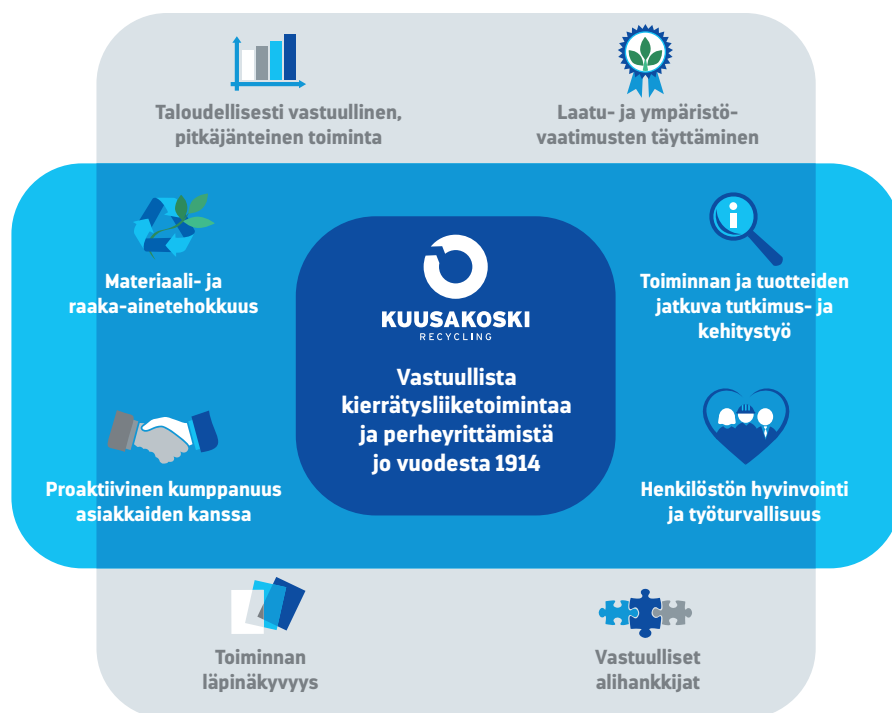 Taloudellisesti vastuullinen,
pitkäjänteinen toiminta
Laatu- ja ympäristö-
vaatimusten täyttäminen
Materiaali- ja
raaka-ainetehokkuus
i
Toiminnan ja tuotteiden
jatkuva tutkimus- ja
kehitystyö
KUUSAKOSKI
RECYCLING
Vastuullista
kierrätysliiketoimintaa
ja perheyrittämistä
jo vuodesta 1914
Proaktiivinen kumppanuus
asiakkaiden kanssa
Henkilöstön hyvinvointi
ja työturvallisuus
Toiminnan
läpinäkyvyys
Vastuulliset
alihankkijat